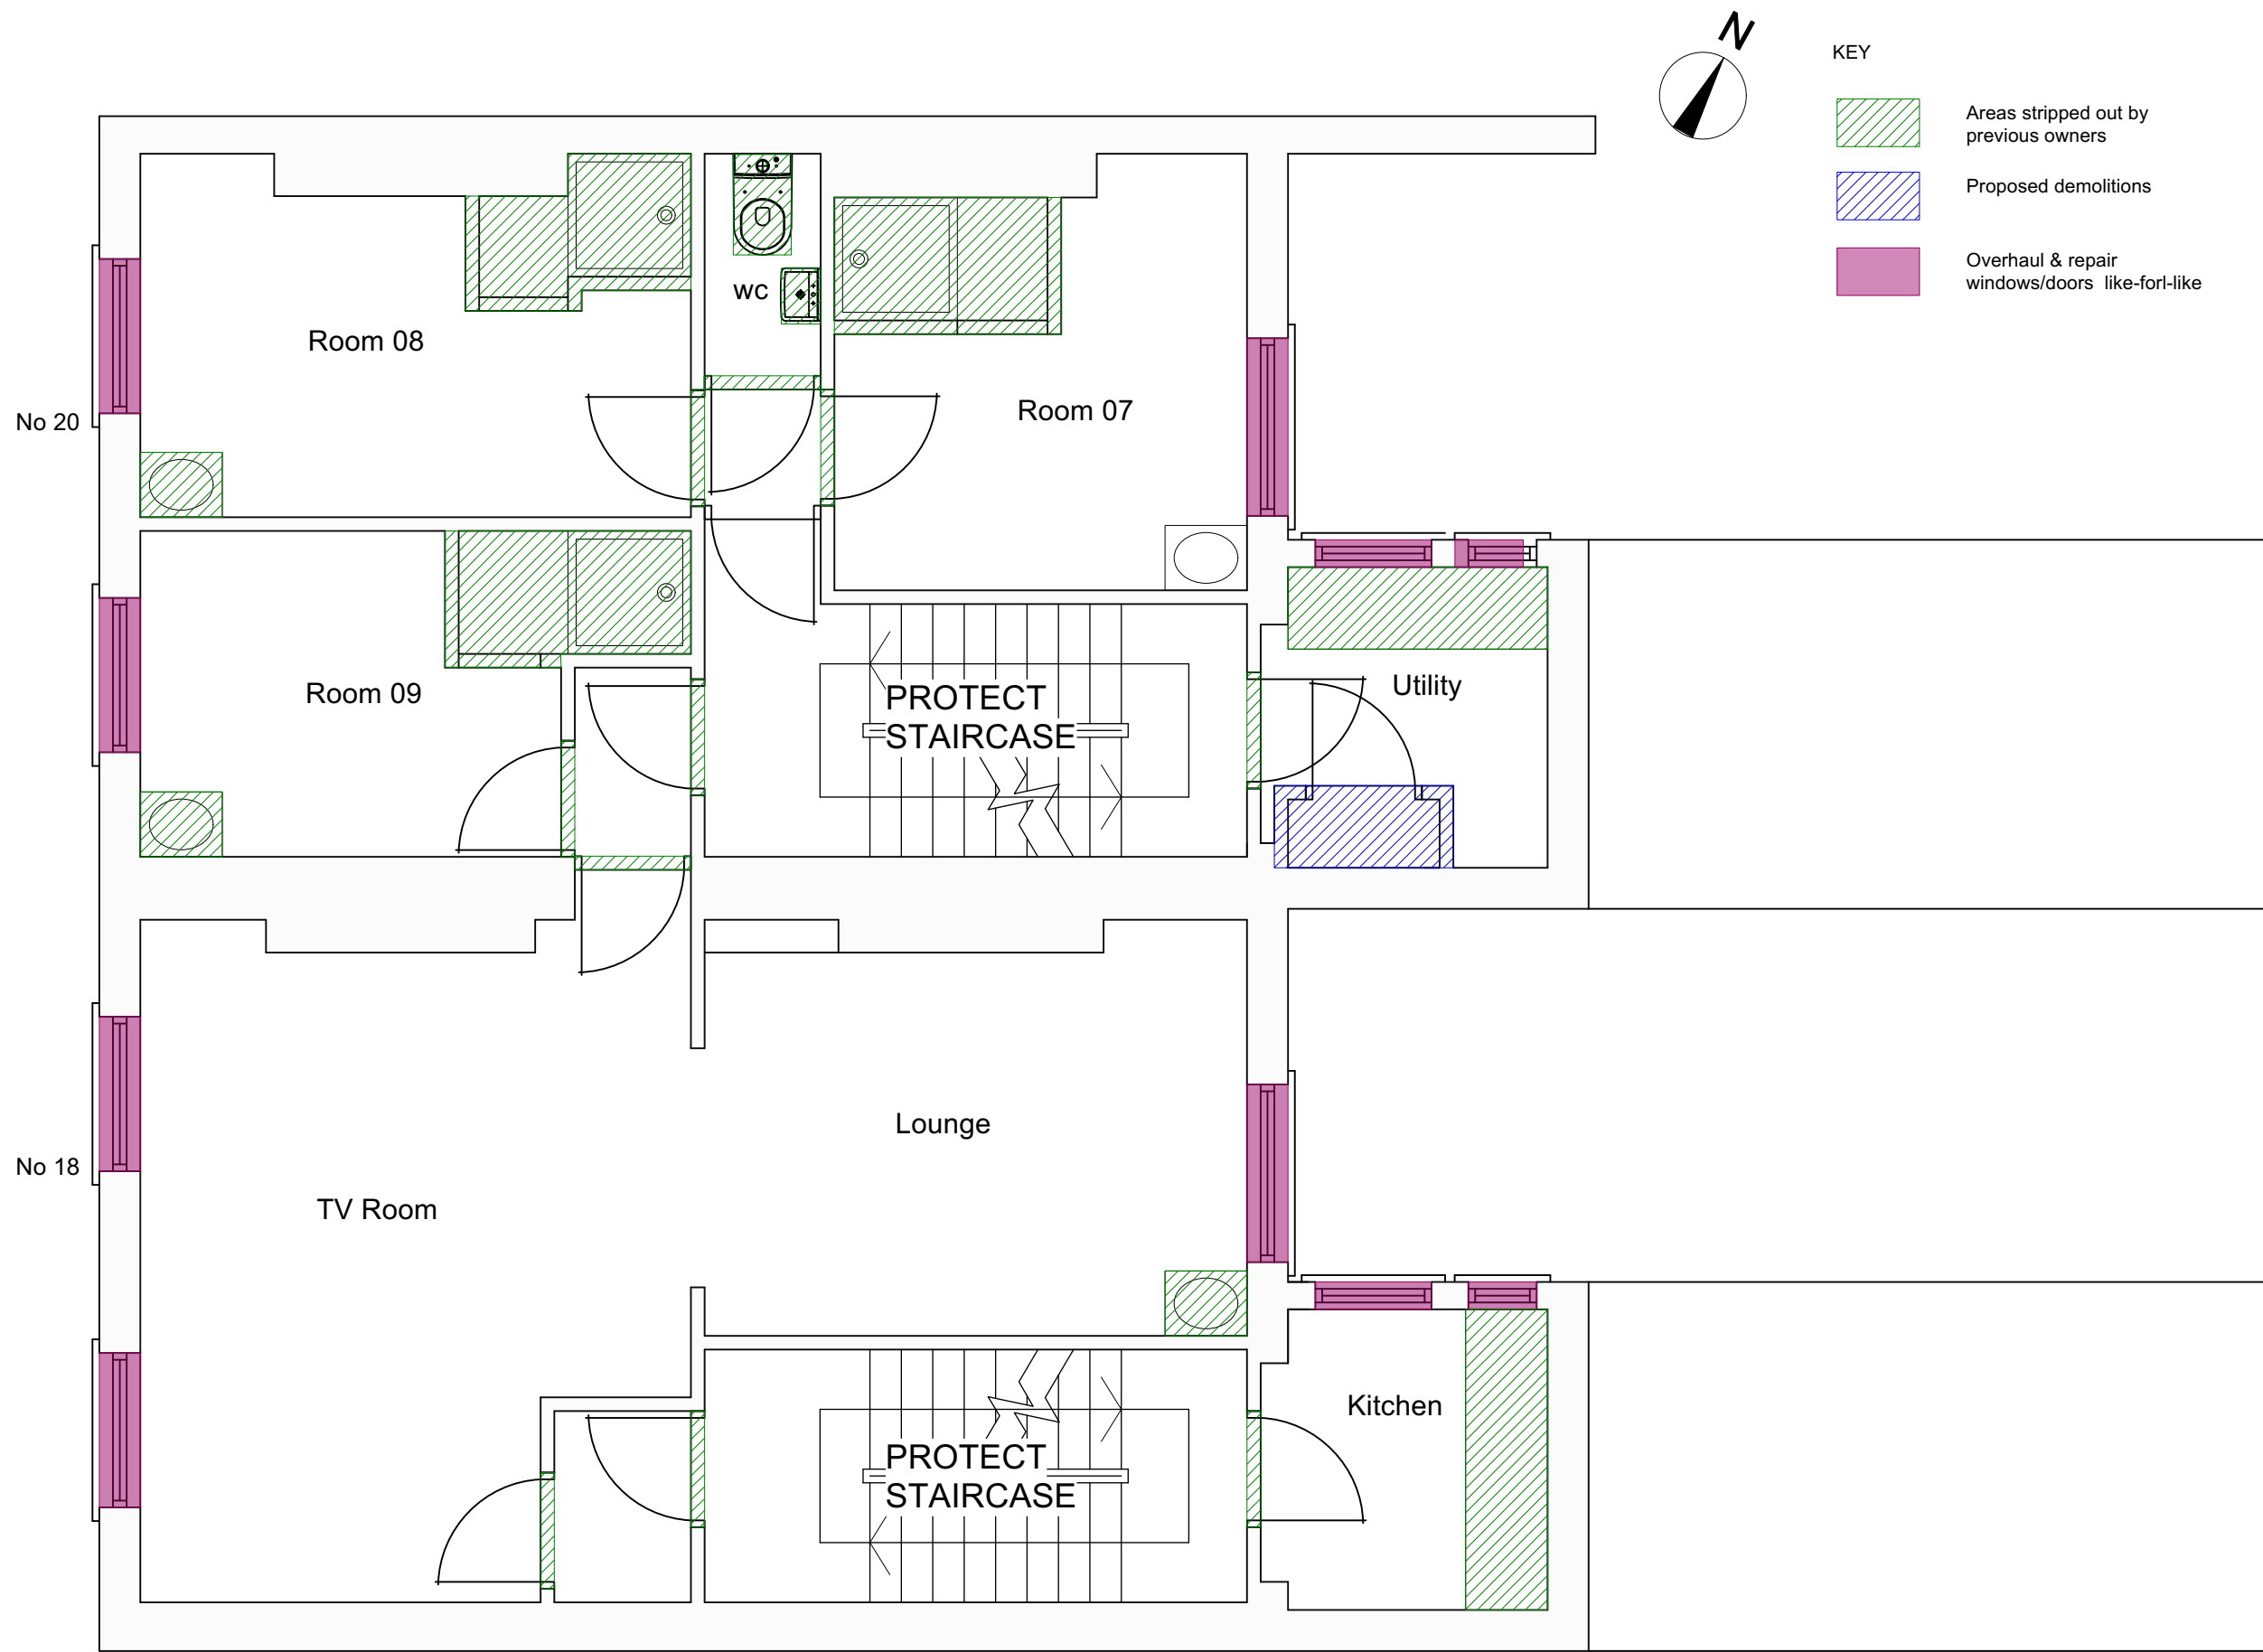 N
KEY
Areas stripped out by
previous owners
Proposed demolitions
Overhaul & repair
windows/doors like-forl-like
wc
Room 08
Room 07
No 20
Room 09
Utility
PROTECT
STAIRCASE
Lounge
No 18
TV Room
Kitchen
PROTECT
STAIRCASE